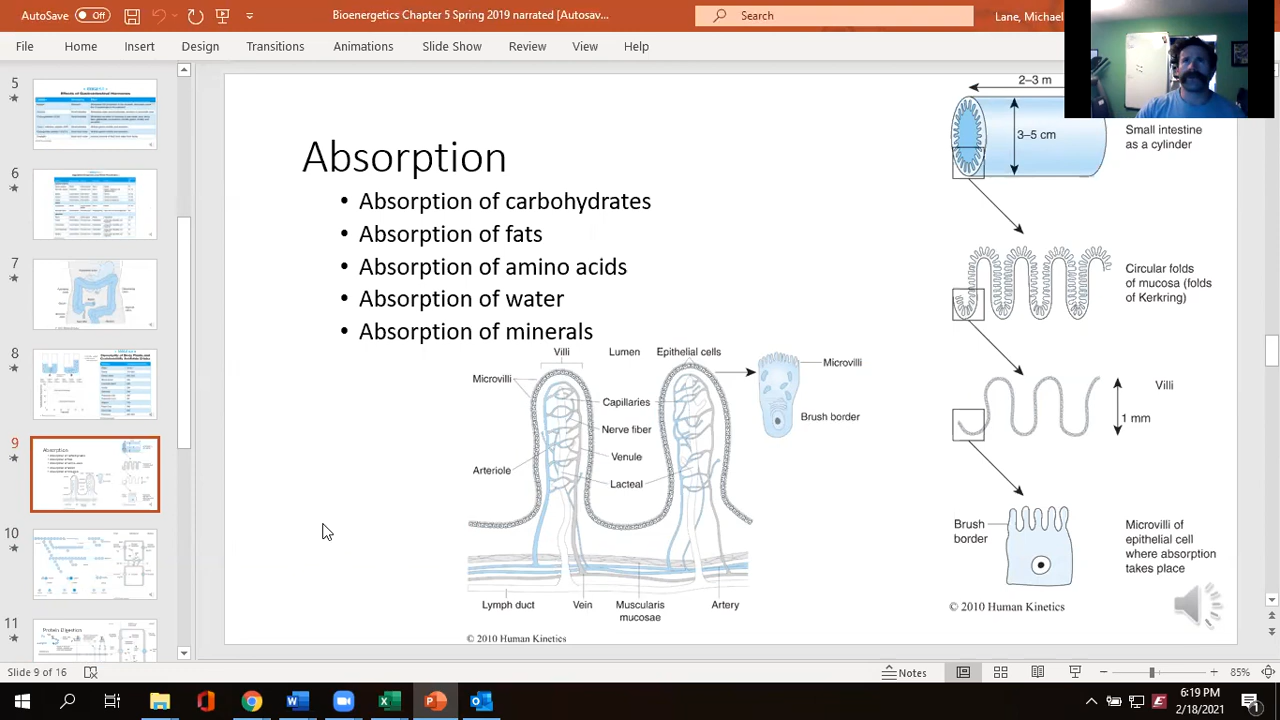 AutoSave Off Bioenergetics Chapter 5 Spring 2019 narrated [Autosav... Search Lane, Michael
File Home Insert Design Transitions Animations Slide Show Review View Help
5
6
7
8
9
10
11
Protein Digestion
Absorption
• Absorption of carbohydrates
• Absorption of fats
• Absorption of amino acids
• Absorption of water
• Absorption of minerals
Villi Lumen Epithelial cells
Microvilli
Capillaries
Nerve fiber
Venule
Arteriole
Lacteal
Microvilli
Brush border
Lymph duct Vein Muscularis
mucosae Artery
© 2010 Human Kinetics
2–3 m
3–5 cm
Small intestine
as a cylinder
Circular folds
of mucosa (folds
of Kerkring)
Villi
1 mm
Brush
border
Microvilli of
epithelial cell
where absorption
takes place
© 2010 Human Kinetics
Slide 9 of 16 Notes 85%
6:19 PM
2/18/2021